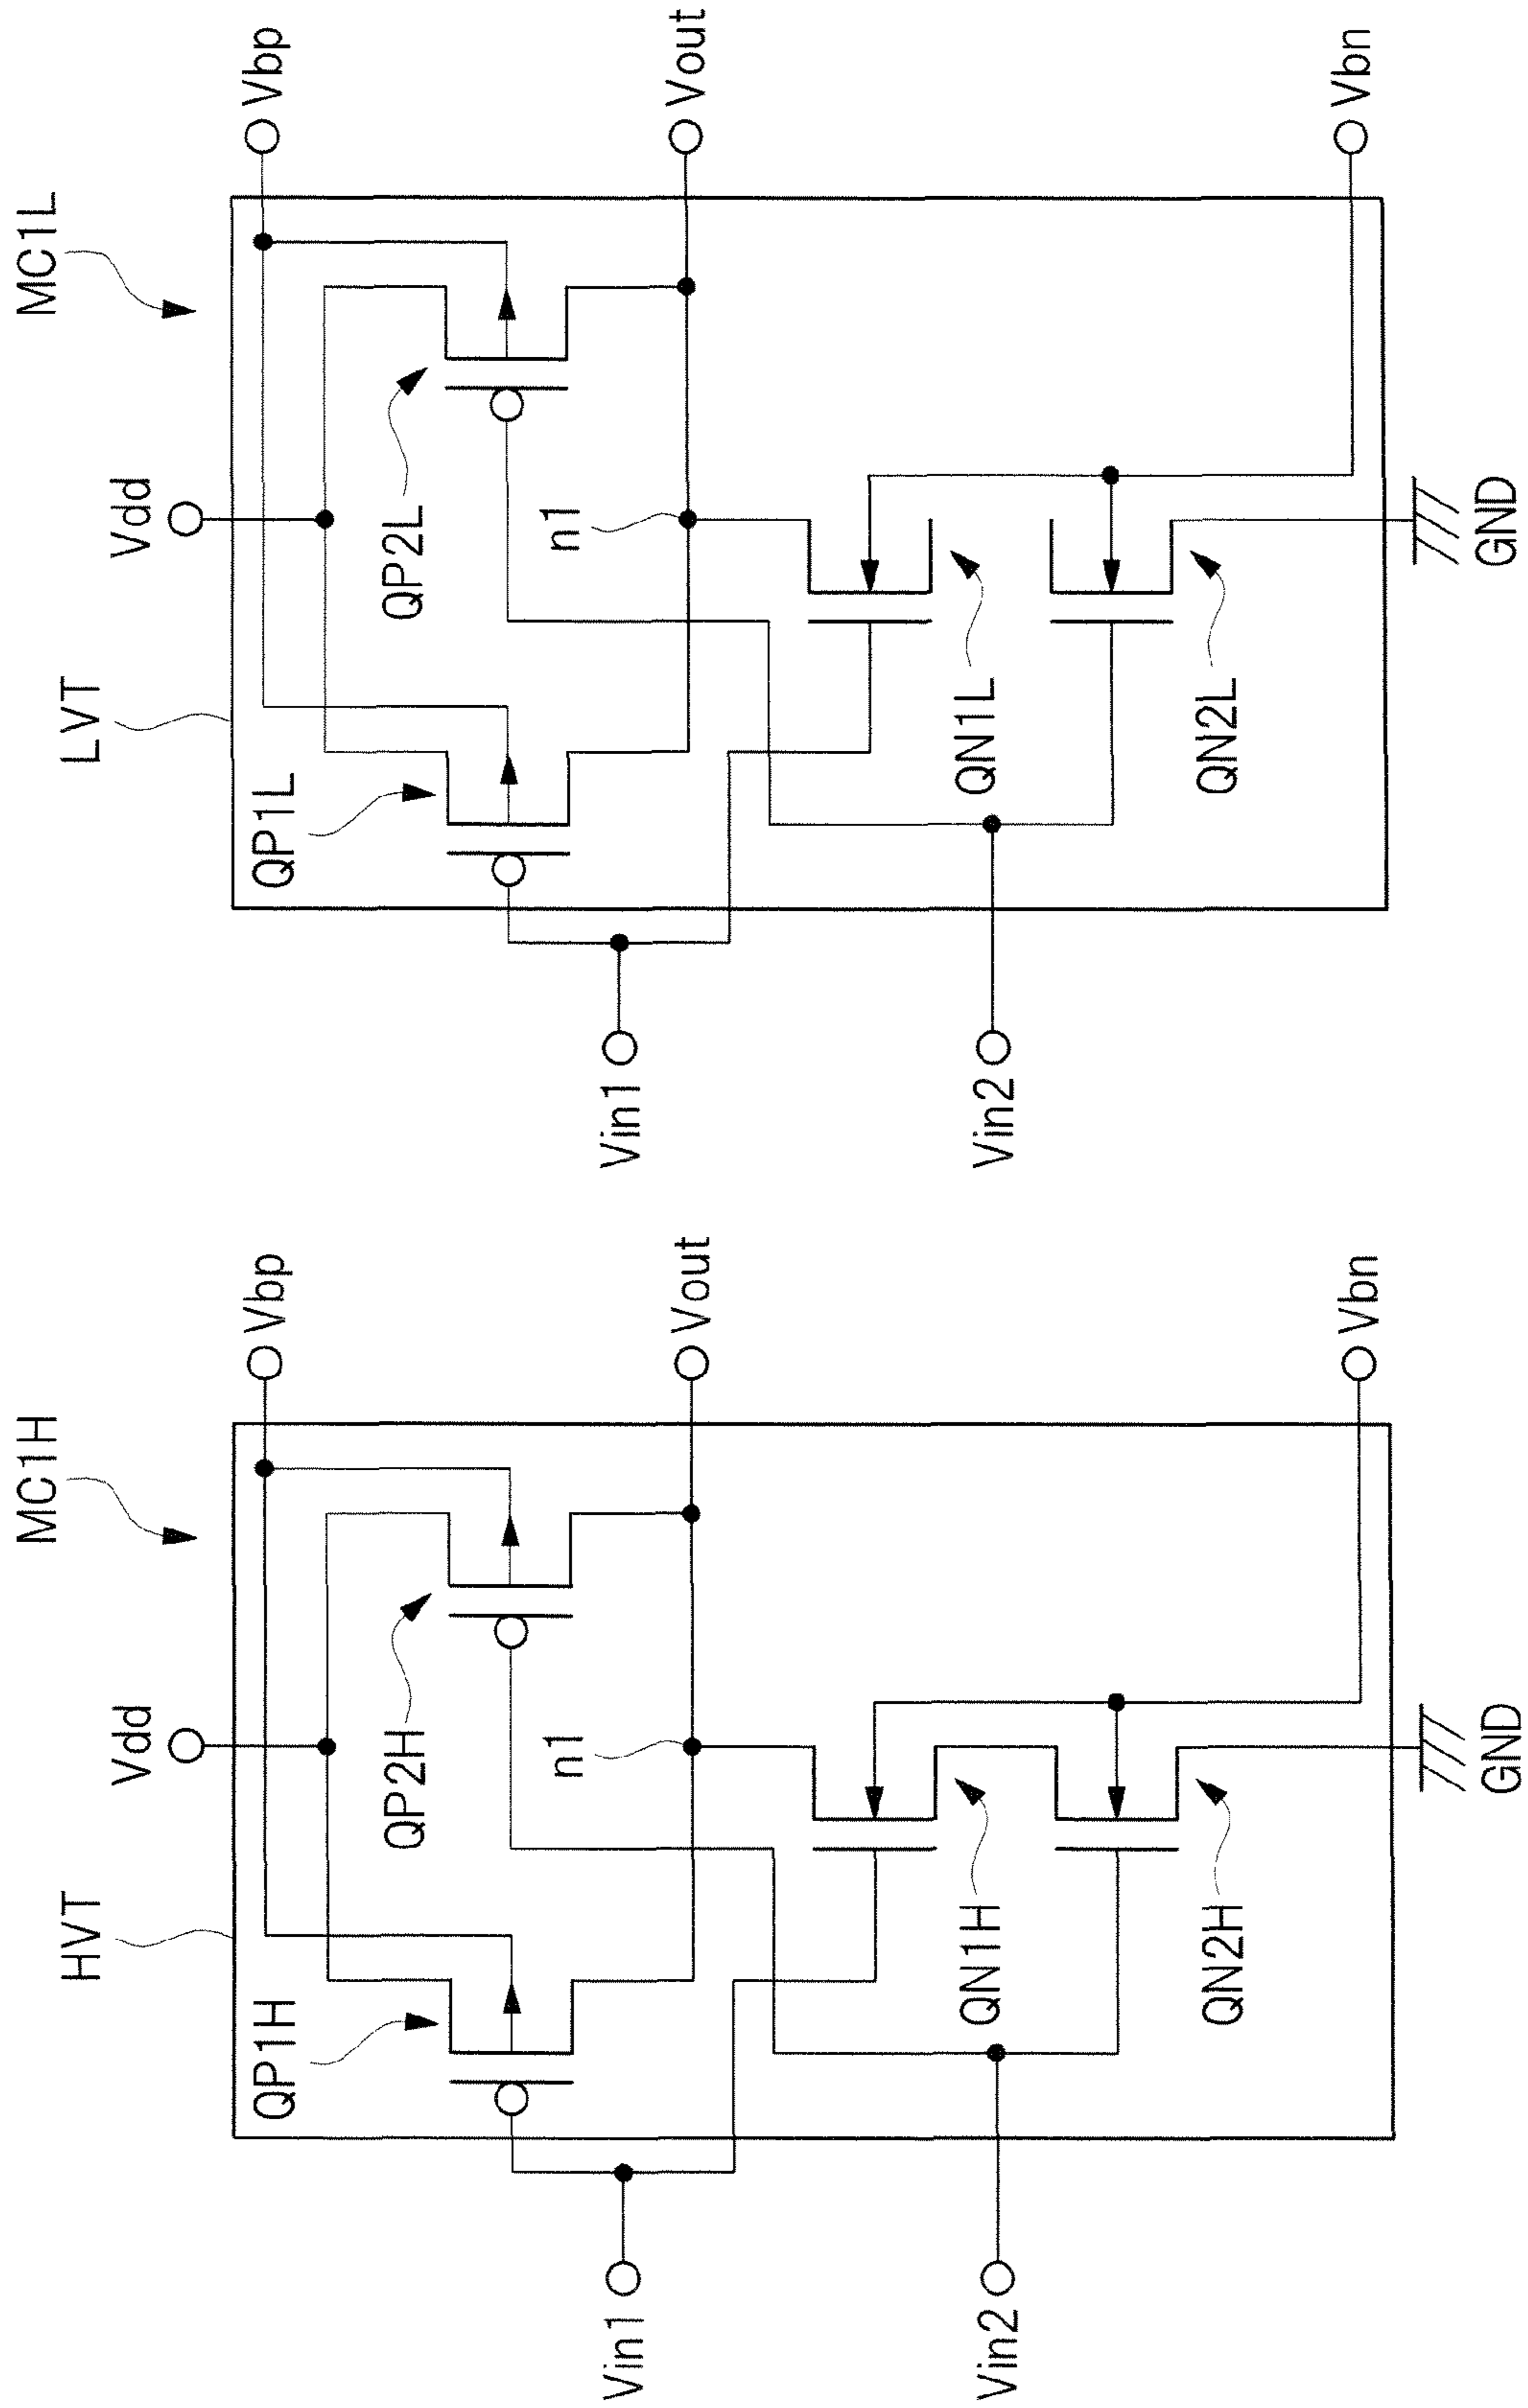 MC1H
HVT
Vdd
Vbp
QP1H
QP2H
n1
Vout
Vin1
QN1H
Vin2
QN2H
Vbn
GND
MC1L
LVT
Vdd
Vbp
QP1L
QP2L
n1
Vout
Vin1
QN1L
Vin2
QN2L
Vbn
GND